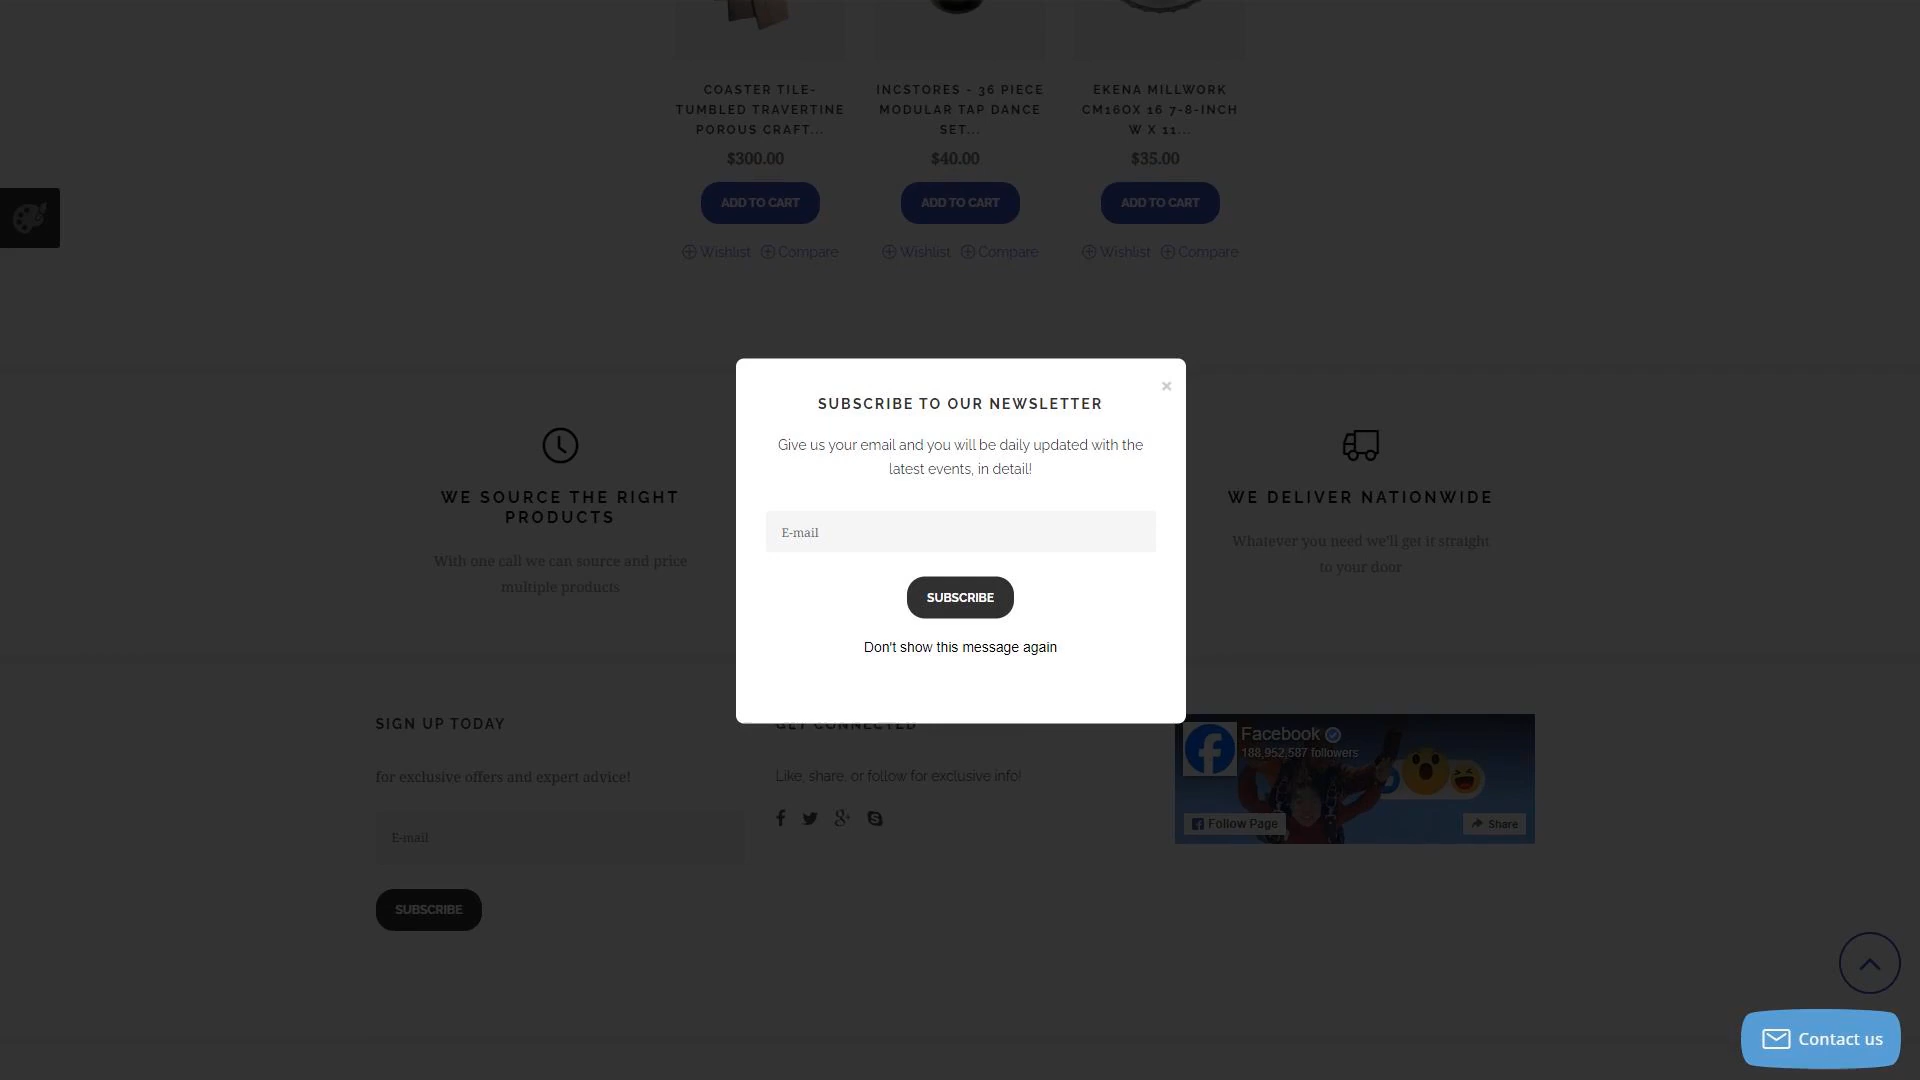 COASTER TILE-
TUMBLED TRAVERTINE
POROUS CRAFT...
$300.00
ADD TO CART
Wishlist Compare
INCSTORES - 36 PIECE
MODULAR TAP DANCE
SET...
$40.00
ADD TO CART
Wishlist Compare
EKENA MILLWORK
CM16OX 16 7-8-INCH
W X 11...
$35.00
ADD TO CART
Wishlist Compare
WE SOURCE THE RIGHT
PRODUCTS
With one call we can source and price
multiple products
SUBSCRIBE TO OUR NEWSLETTER
Give us your email and you will be daily updated with the
latest events, in detail!
E-mail
SUBSCRIBE
Don't show this message again
WE DELIVER NATIONWIDE
Whatever you need we'll get it straight
to your door
SIGN UP TODAY
for exclusive offers and expert advice!
E-mail
SUBSCRIBE
GET CONNECTED
Like, share, or follow for exclusive info!
Facebook
188,952,587 followers
Follow Page
Share
Contact us